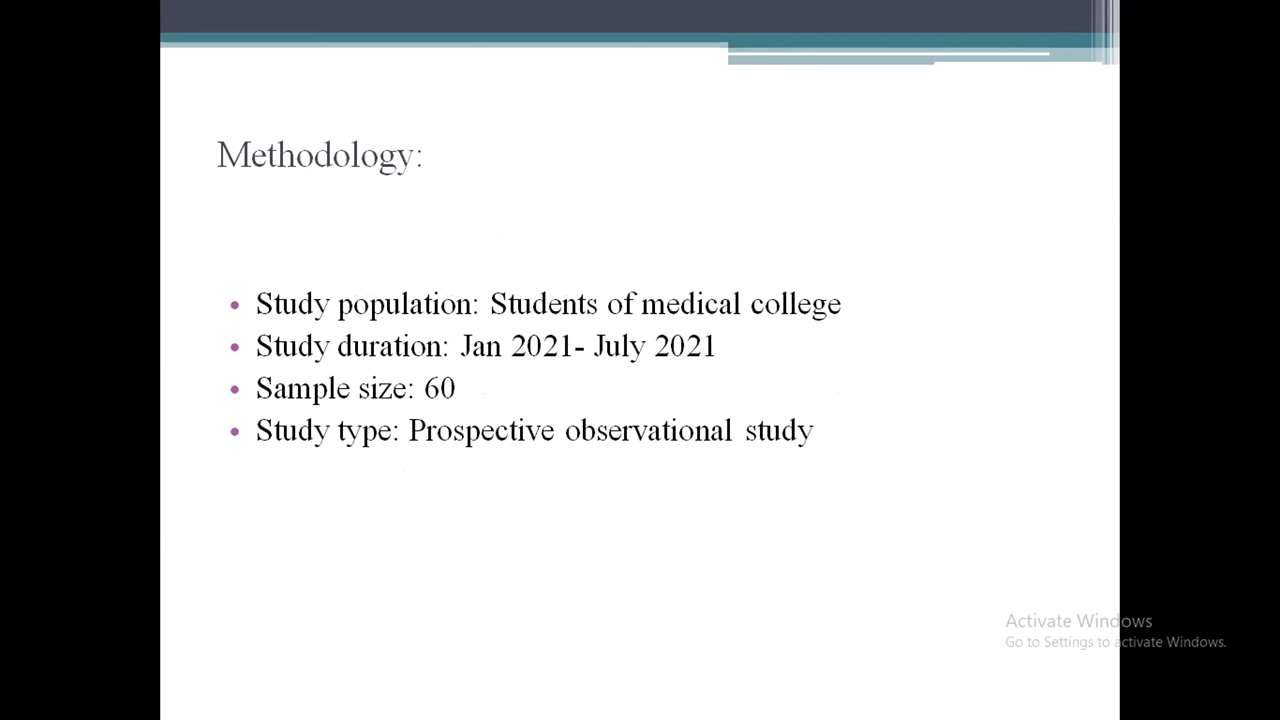 Methodology:
• Study population: Students of medical college
• Study duration: Jan 2021- July 2021
• Sample size: 60
• Study type: Prospective observational study
Activate Windows
Go to Settings to activate Windows.